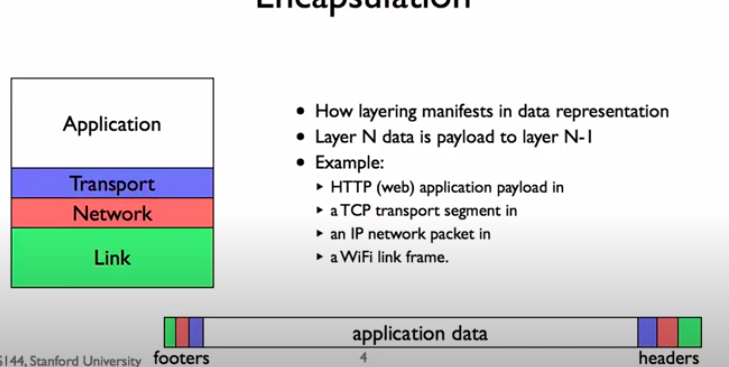 Encapsulation
Application
Transport
Network
Link
• How layering manifests in data representation
• Layer N data is payload to layer N-1
• Example:
‣ HTTP (web) application payload in
‣ a TCP transport segment in
‣ an IP network packet in
‣ a WiFi link frame.
application data
S144, Stanford University
footers
4
headers